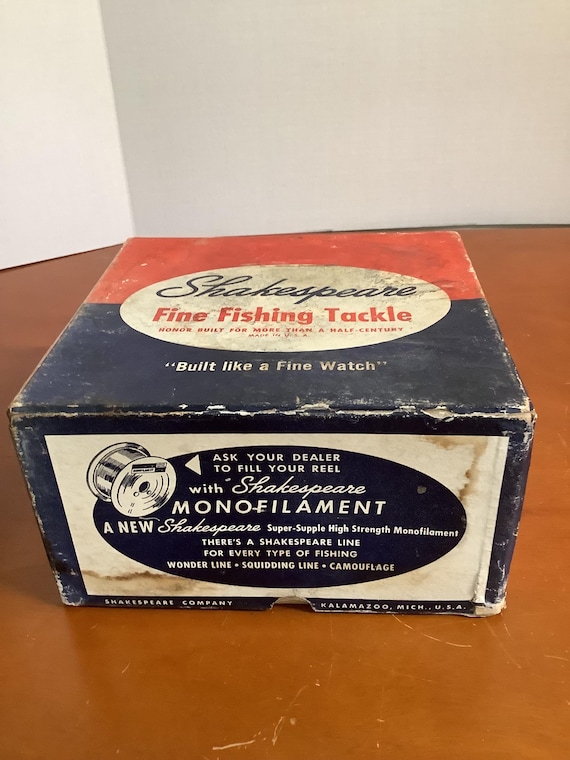 Shakespeare
Fine Fishing Tackle
HONOR BUILT FOR MORE THAN A HALF-CENTURY
MADE IN U.S.A.
"Built like a Fine Watch"
ASK YOUR DEALER
TO FILL YOUR REEL
with Shakespeare
MONOFILAMENT
A NEW Shakespeare Super-Supple High Strength Monofilament
THERE'S A SHAKESPEARE LINE
FOR EVERY TYPE OF FISHING
WONDER LINE • SQUIDDING LINE • CAMOUFLAGE
SHAKESPEARE COMPANY KALAMAZOO, MICH., U.S.A.